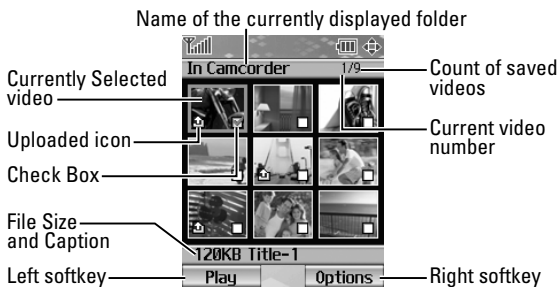 Name of the currently displayed folder
In Camcorder 1/9
Currently Selected
video
Count of saved
videos
Uploaded icon
Current video
number
Check Box
File Size
and Caption
120KB Title-1
Left softkey
Play Options
Right softkey